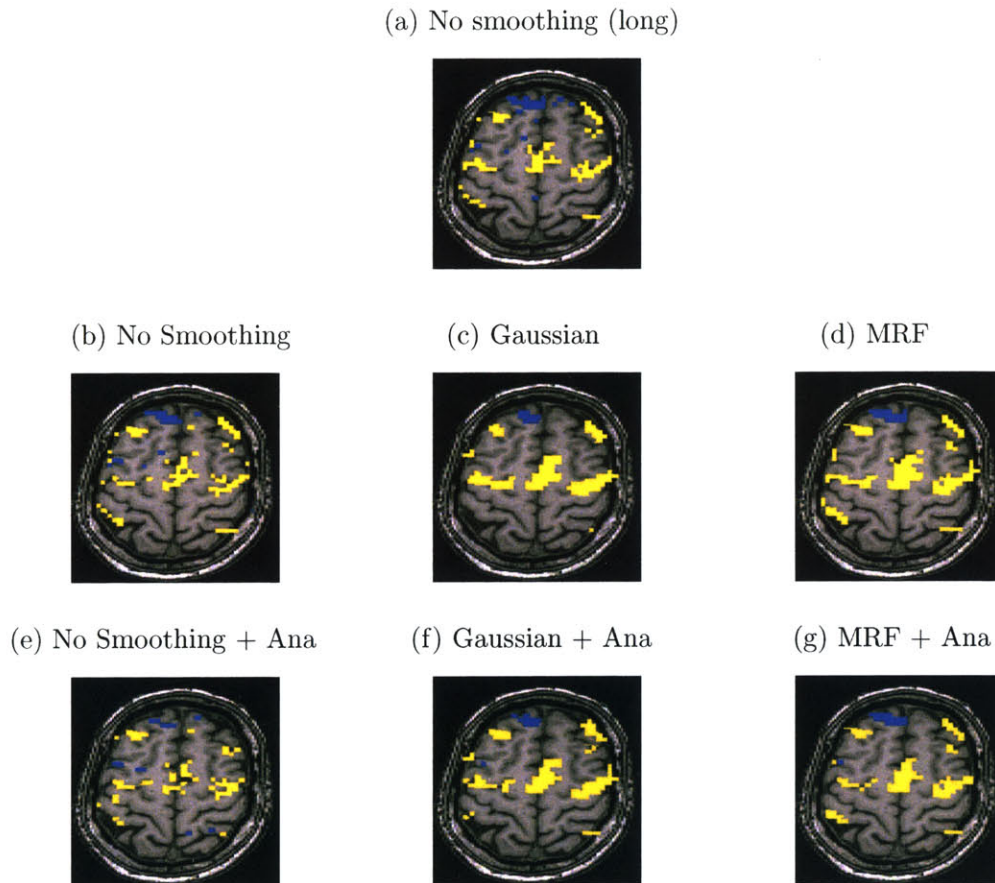 (a) No smoothing (long)
(b) No Smoothing
(c) Gaussian
(d) MRF
(e) No Smoothing + Ana
(f) Gaussian + Ana
(g) MRF + Ana